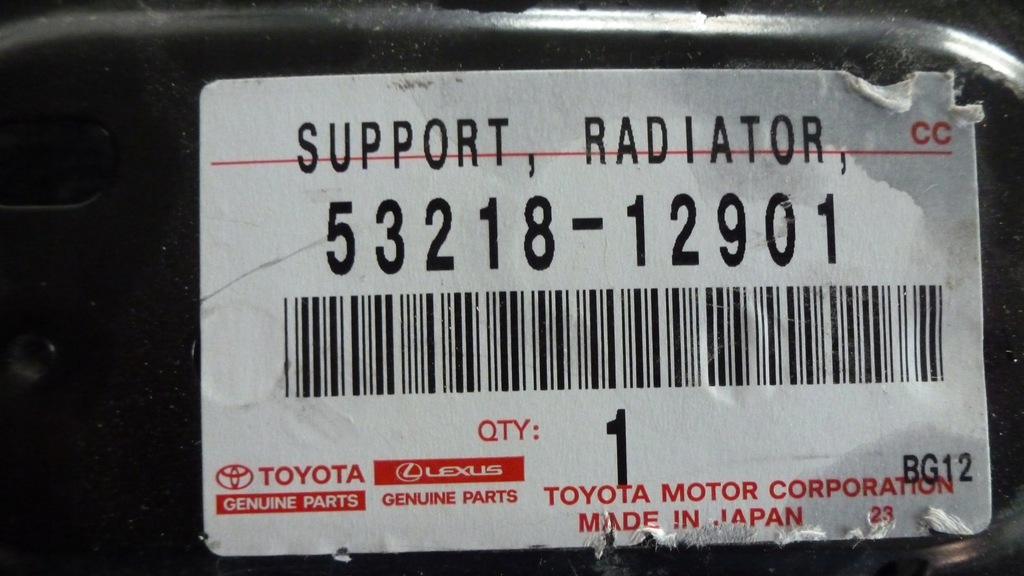 CC
SUPPORT, RADIATOR,
53218-12901
QTY: 1
TOYOTA
GENUINE PARTS
LEXUS
GENUINE PARTS
BG12
TOYOTA MOTOR CORPORATION
MADE IN JAPAN 23